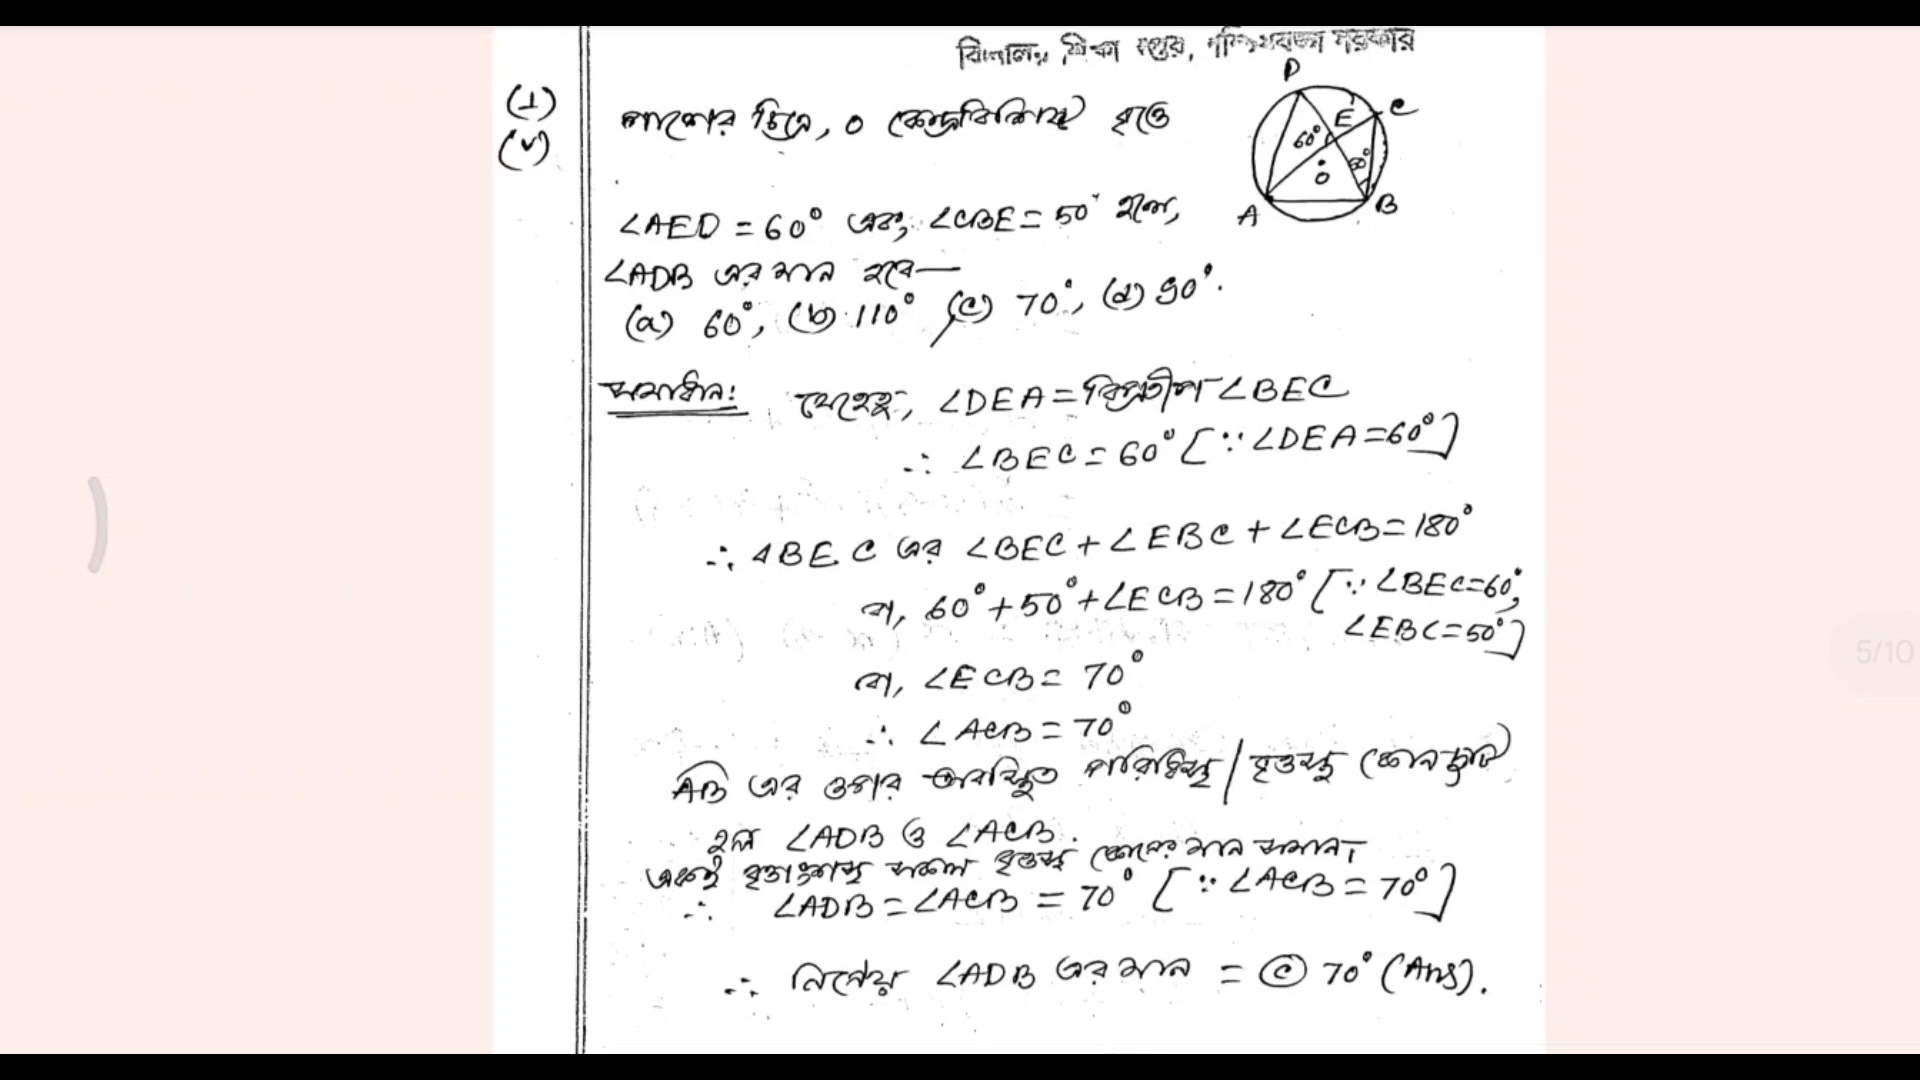 বিদ্যালয় শিক্ষা দপ্তর, পশ্চিমবঙ্গ সরকার
(1)
(v)
পাশের চিত্রে, O কেন্দ্রবিশিষ্ট বৃত্তে
D
E
C
60°
50°
O
A
B
∠AED = 60° এবং, ∠CBE = 50° হলে,
∠ADB এর মান হবে—
(a) 60°, (b) 110° (c) 70°, (d) 90°.
সমাধান: যেহেতু, ∠DEA = বিপ্রতীপ ∠BEC
∴ ∠BEC = 60° [∵ ∠DEA = 60°]
∴ ΔBEC এর ∠BEC + ∠EBC + ∠ECB = 180°
বা, 60° + 50° + ∠ECB = 180° [∵ ∠BEC = 60°,
∠EBC = 50°]
বা, ∠ECB = 70°
∴ ∠ACB = 70°
AB এর ওপর অবস্থিত পরিধিস্থ / বৃত্তস্থ কোন দুটি
হল ∠ADB ও ∠ACB.
একই বৃত্তাংশস্থ সকল বৃত্তস্থ কোণের মান সমান।
∴ ∠ADB = ∠ACB = 70° [∵ ∠ACB = 70°]
∴ নির্ণেয় ∠ADB এর মান = ⓒ 70° (Ans).
5/10